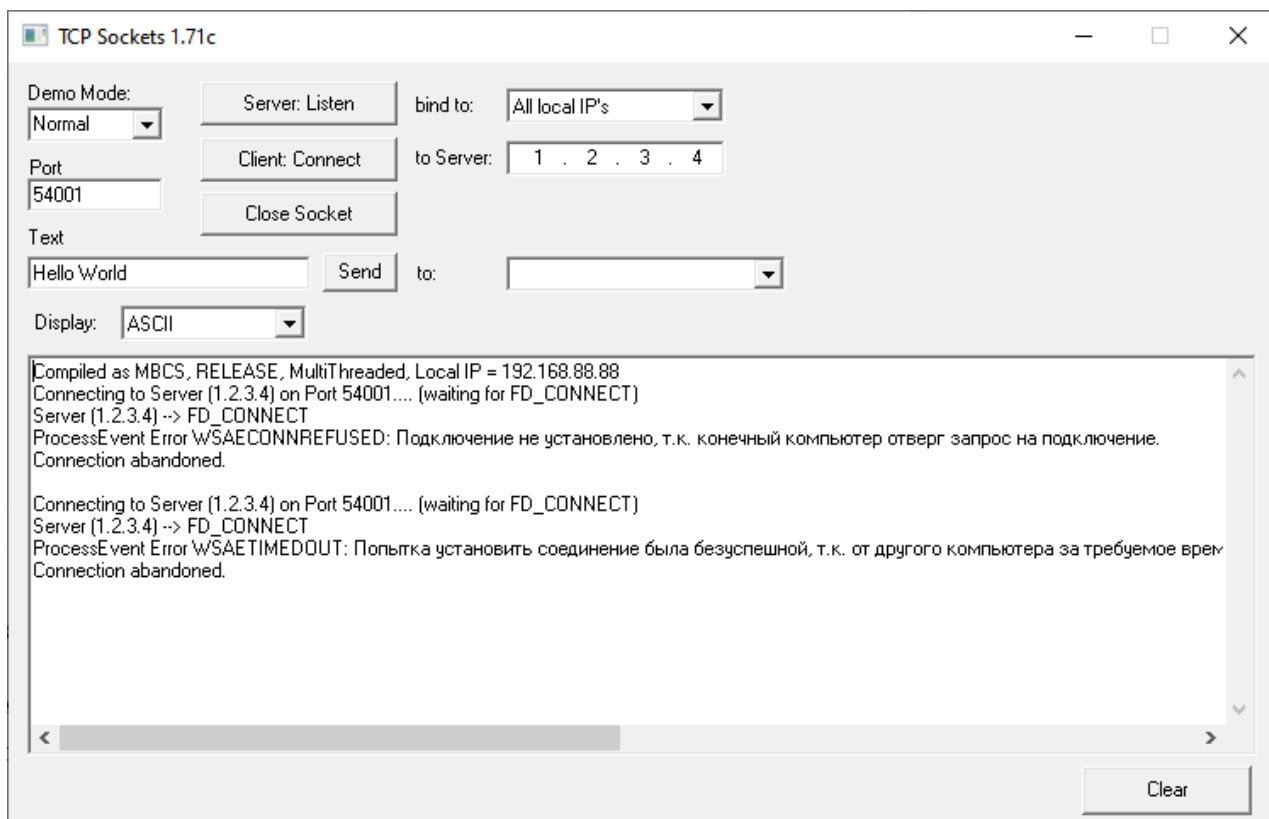 TCP Sockets 1.71c
Demo Mode:
Normal
Server: Listen
bind to:
All local IP's
Port
54001
Client: Connect
to Server:
1 . 2 . 3 . 4
Close Socket
Text
Hello World
Send
to:
Display:
ASCII
Compiled as MBCS, RELEASE, MultiThreaded, Local IP = 192.168.88.88
Connecting to Server (1.2.3.4) on Port 54001.... (waiting for FD_CONNECT)
Server (1.2.3.4) --> FD_CONNECT
ProcessEvent Error WSAECONNREFUSED: Подключение не установлено, т.к. конечный компьютер отверг запрос на подключение.
Connection abandoned.
Connecting to Server (1.2.3.4) on Port 54001.... (waiting for FD_CONNECT)
Server (1.2.3.4) --> FD_CONNECT
ProcessEvent Error WSAETIMEDOUT: Попытка установить соединение была безуспешной, т.к. от другого компьютера за требуемое врем
Connection abandoned.
Clear